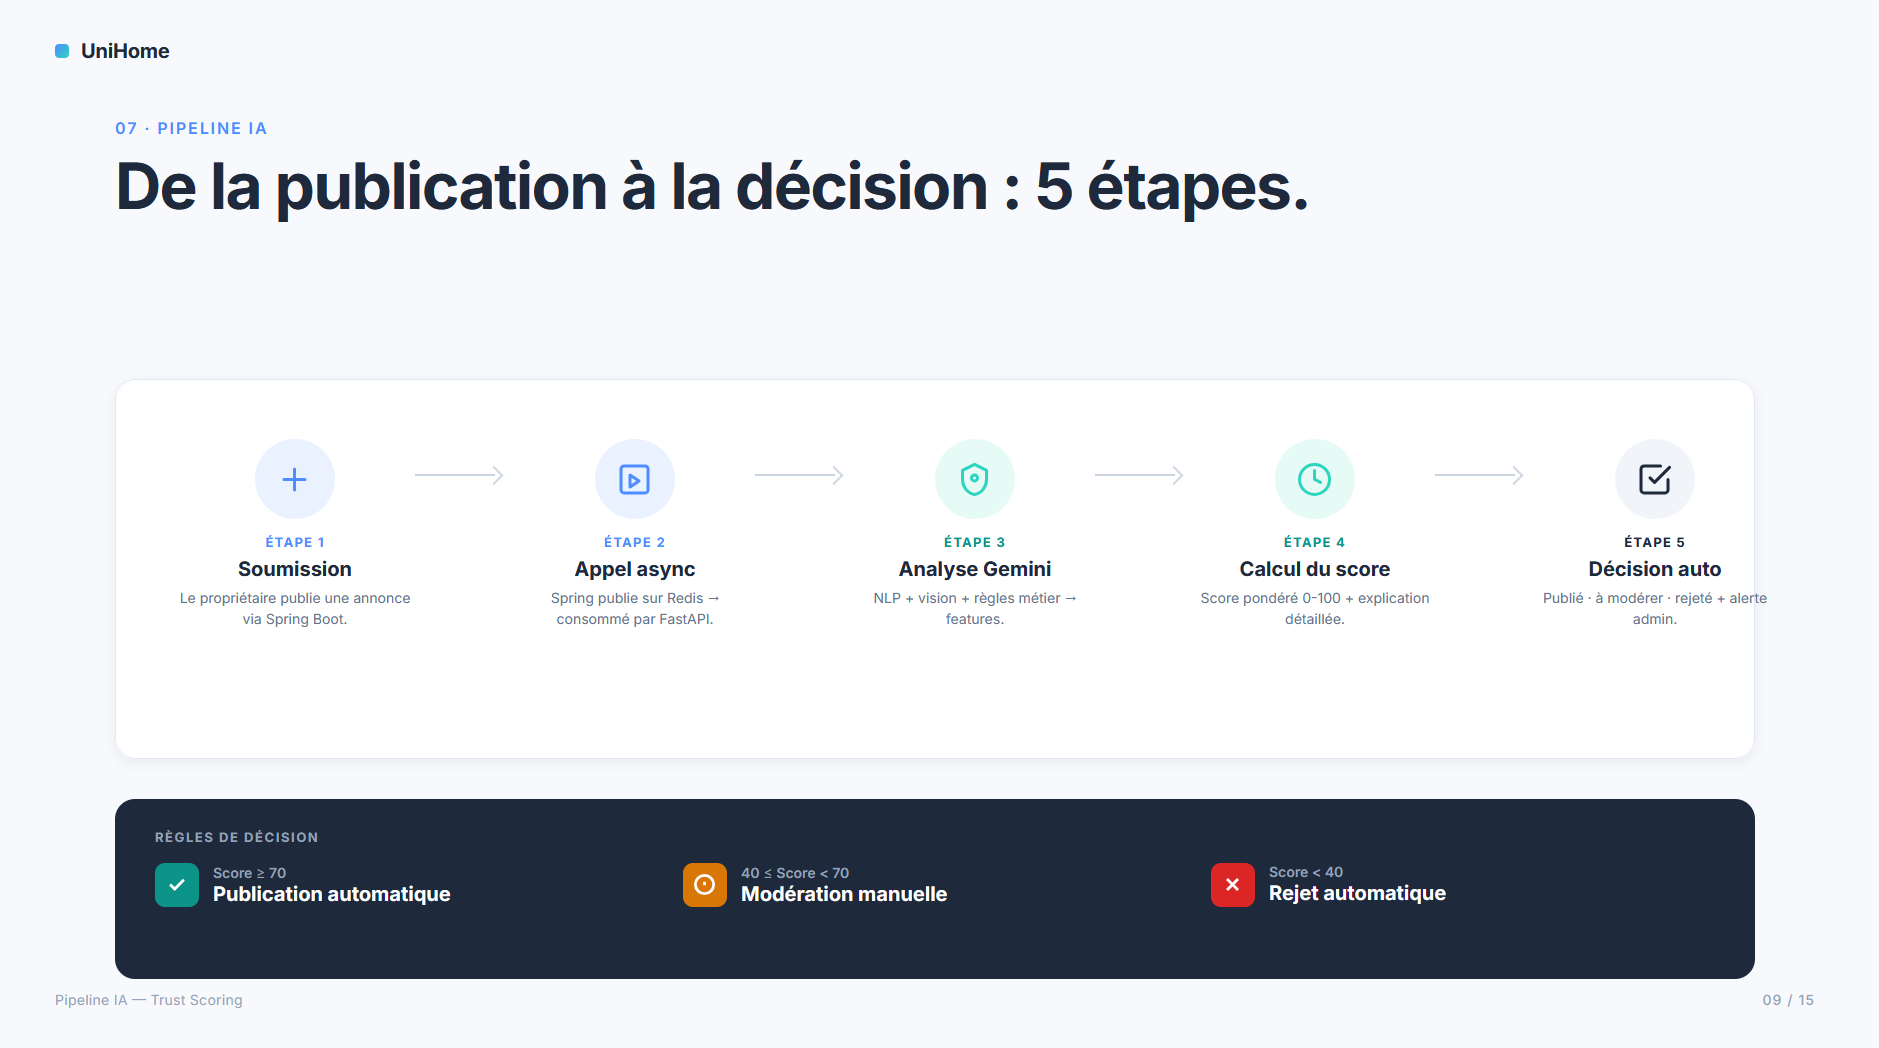 UniHome
07 · PIPELINE IA
De la publication à la décision : 5 étapes.
ÉTAPE 1
Soumission
Le propriétaire publie une annonce
via Spring Boot.
ÉTAPE 2
Appel async
Spring publie sur Redis →
consommé par FastAPI.
ÉTAPE 3
Analyse Gemini
NLP + vision + règles métier →
features.
ÉTAPE 4
Calcul du score
Score pondéré 0-100 + explication
détaillée.
ÉTAPE 5
Décision auto
Publié · à modérer · rejeté + alerte
admin.
RÈGLES DE DÉCISION
Score ≥ 70
Publication automatique
40 ≤ Score < 70
Modération manuelle
Score < 40
Rejet automatique
Pipeline IA — Trust Scoring
09 / 15